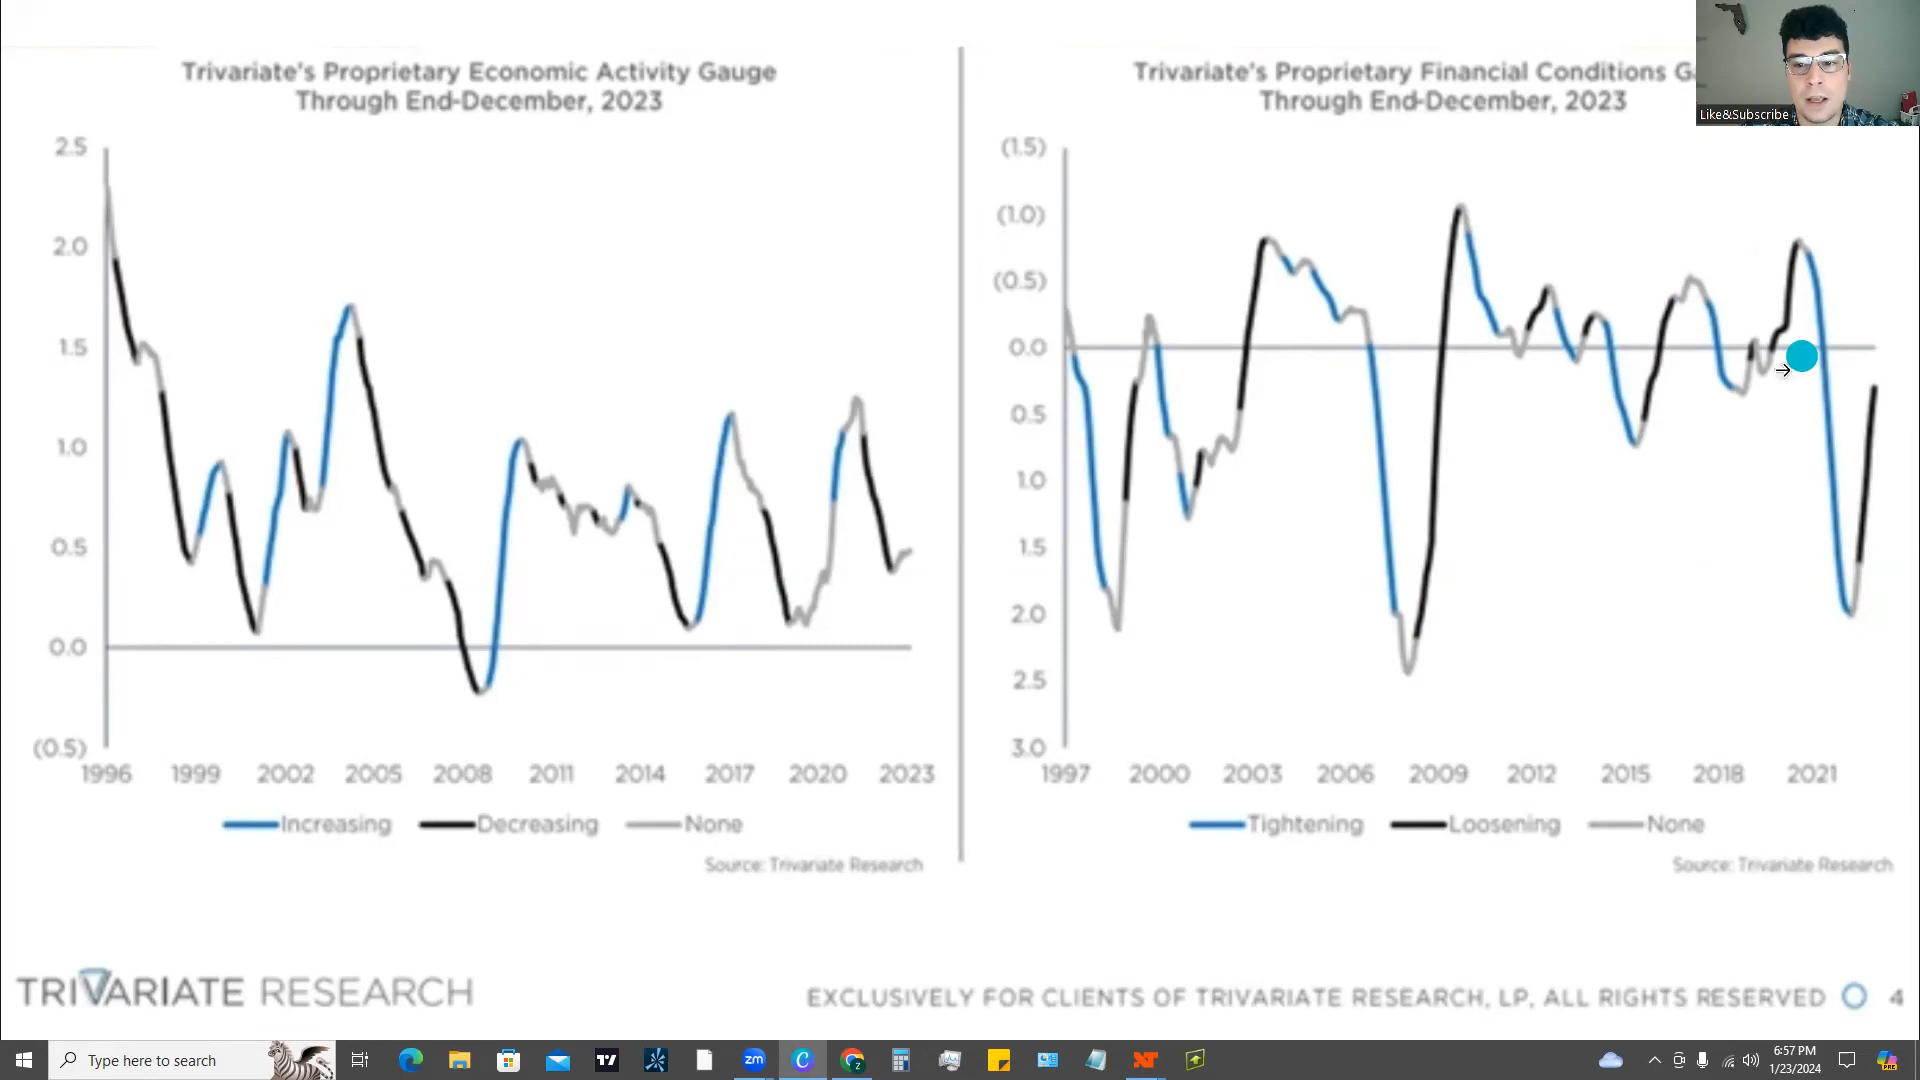 Trivariate's Proprietary Economic Activity Gauge
Through End-December, 2023
2.5
2.0
1.5
1.0
0.5
0.0
(0.5)
1996 1999 2002 2005 2008 2011 2014 2017 2020 2023
Increasing Decreasing None
Source: Trivariate Research
Trivariate's Proprietary Financial Conditions Ga
Through End-December, 2023
(1.5)
(1.0)
(0.5)
0.0
0.5
1.0
1.5
2.0
2.5
3.0
1997 2000 2003 2006 2009 2012 2015 2018 2021
Tightening Loosening None
Source: Trivariate Research
Like&Subscribe
TRIVARIATE RESEARCH
EXCLUSIVELY FOR CLIENTS OF TRIVARIATE RESEARCH, LP, ALL RIGHTS RESERVED 4
Type here to search
zm
6:57 PM
1/23/2024
PRE